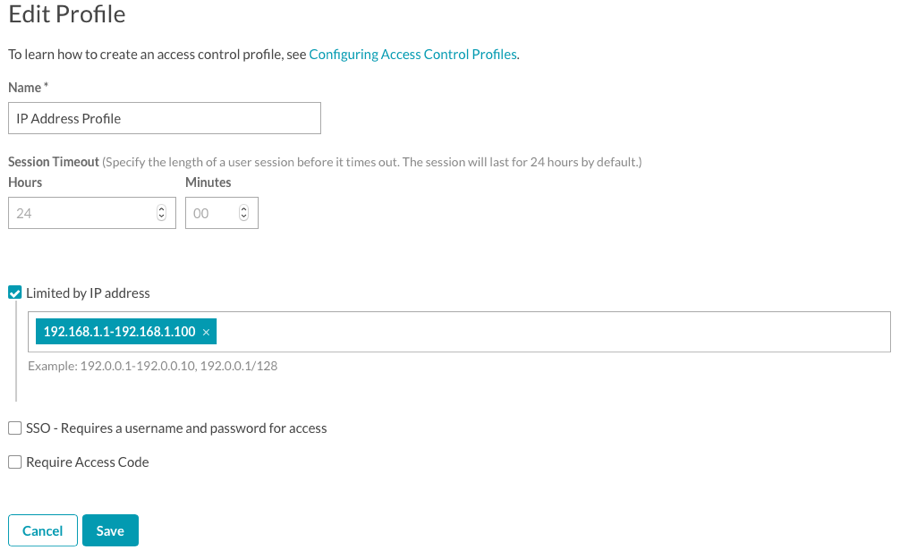 Edit Profile
To learn how to create an access control profile, see Configuring Access Control Profiles.
Name *
IP Address Profile
Session Timeout (Specify the length of a user session before it times out. The session will last for 24 hours by default.)
Hours Minutes
24 00
Limited by IP address
192.168.1.1-192.168.1.100 ×
Example: 192.0.0.1-192.0.0.10, 192.0.0.1/128
SSO - Requires a username and password for access
Require Access Code
Cancel Save